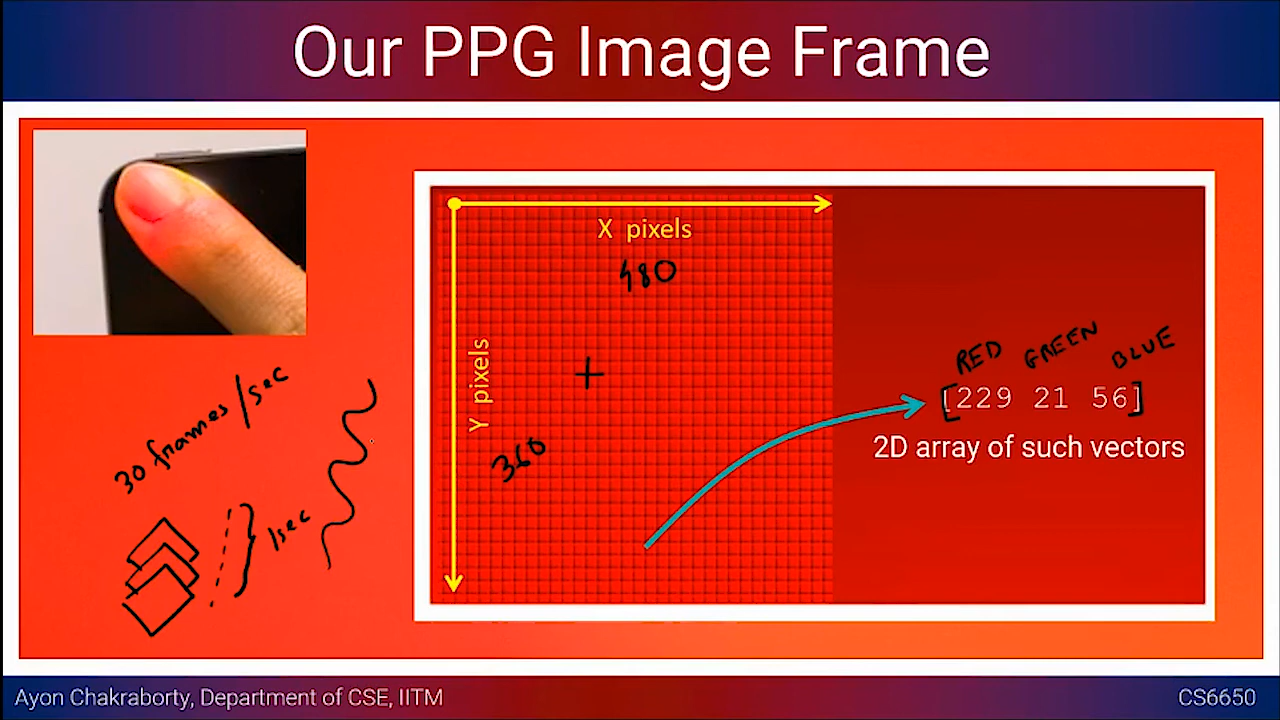 Our PPG Image Frame
X pixels
480
Y pixels
360
RED GREEN BLUE
[229 21 56]
2D array of such vectors
30 frames/sec
/sec
Ayon Chakraborty, Department of CSE, IITM
CS6650